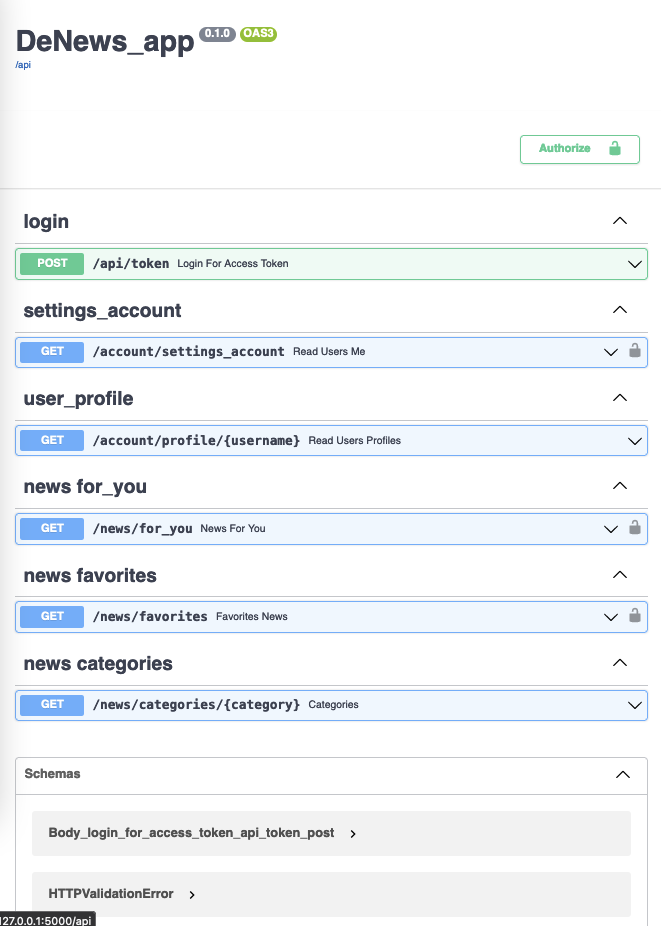 DeNews_app 0.1.0 OAS3
/api
Authorize
login
POST /api/token Login For Access Token
settings_account
GET /account/settings_account Read Users Me
user_profile
GET /account/profile/{username} Read Users Profiles
news for_you
GET /news/for_you News For You
news favorites
GET /news/favorites Favorites News
news categories
GET /news/categories/{category} Categories
Schemas
Body_login_for_access_token_api_token_post
HTTPValidationError
127.0.0.1:5000/api